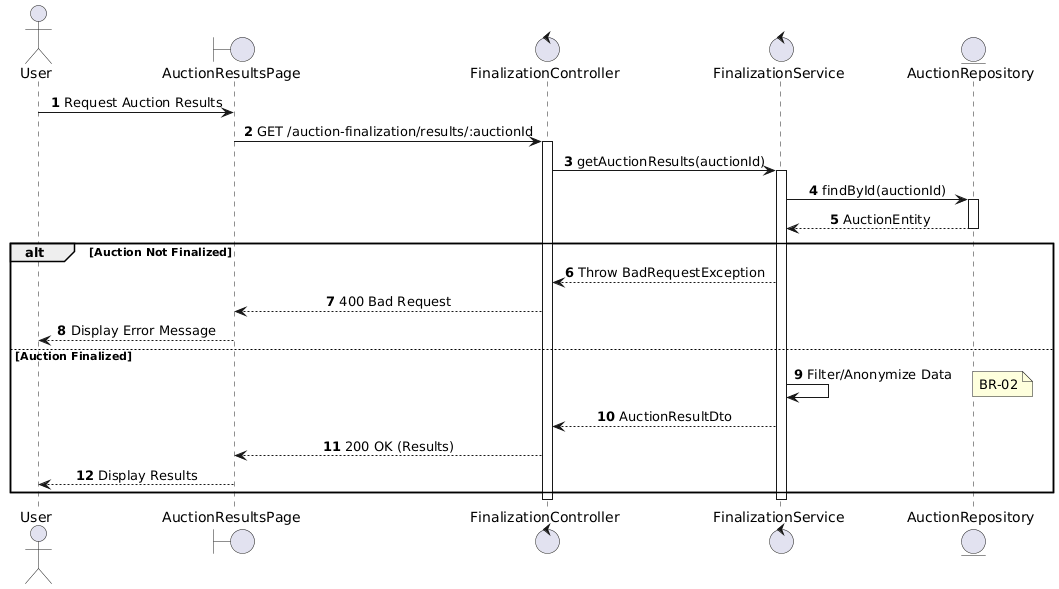 User
AuctionResultsPage
FinalizationController
FinalizationService
AuctionRepository
1 Request Auction Results
2 GET /auction-finalization/results/:auctionId
3 getAuctionResults(auctionId)
4 findById(auctionId)
5 AuctionEntity
alt [Auction Not Finalized]
6 Throw BadRequestException
7 400 Bad Request
8 Display Error Message
[Auction Finalized]
9 Filter/Anonymize Data
BR-02
10 AuctionResultDto
11 200 OK (Results)
12 Display Results
User
AuctionResultsPage
FinalizationController
FinalizationService
AuctionRepository